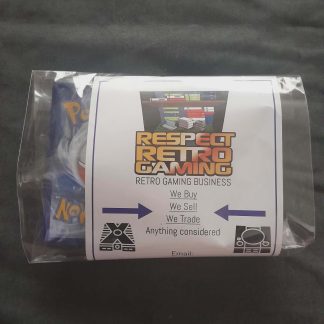 RESPECT
RETRO
GAMING
RETRO GAMING BUSINESS
We Buy
We Sell
We Trade
Anything considered
Email: